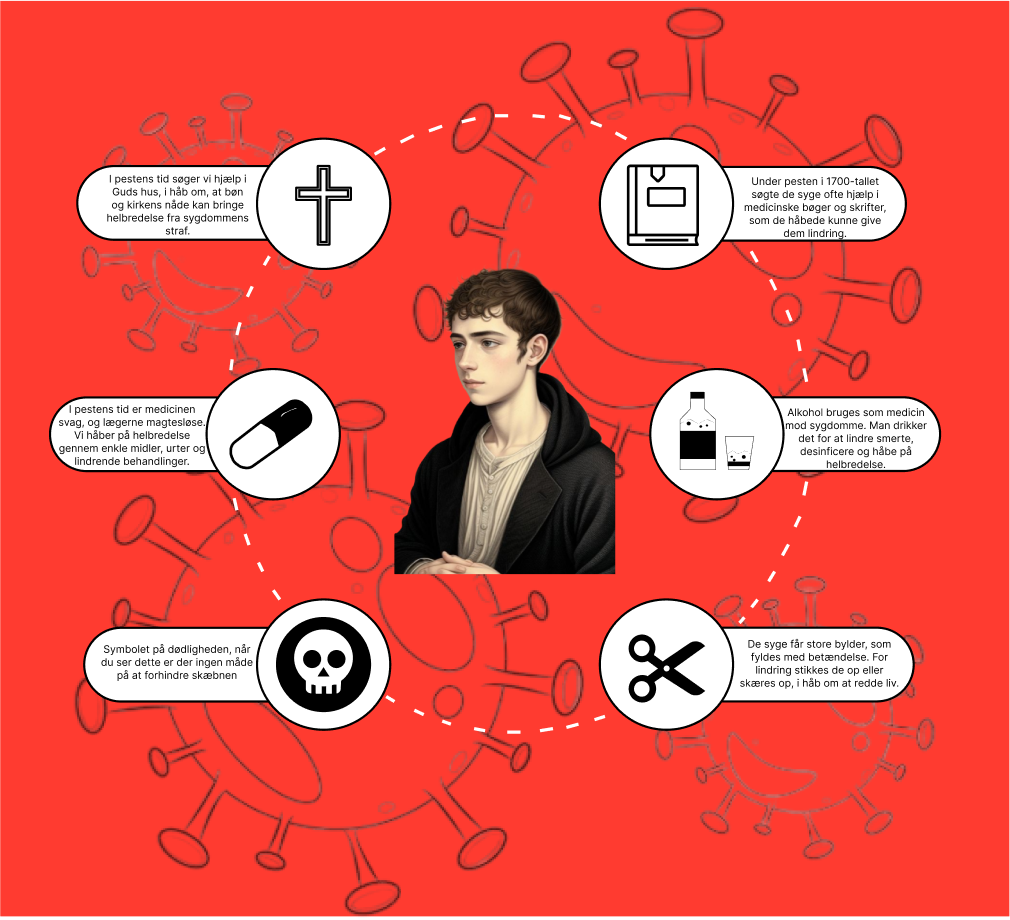 I pestens tid søger vi hjælp i
Guds hus, i håb om, at bøn
og kirkens nåde kan bringe
helbredelse fra sygdommens
straf.
Under pesten i 1700-tallet
søgte de syge ofte hjælp i
medicinske bøger og skrifter,
som de håbede kunne give
dem lindring.
I pestens tid er medicinen
svag, og lægerne magtesløse.
Vi håber på helbredelse
gennem enkle midler, urter og
lindrende behandlinger.
Alkohol bruges som medicin
mod sygdomme. Man drikker
det for at lindre smerte,
desinficere og håbe på
helbredelse.
Symbolet på dødligheden, når
du ser dette er der ingen måde
på at forhindre skæbnen
De syge får store bylder, som
fyldes med betændelse. For
lindring stikkes de op eller
skæres op, i håb om at redde liv.